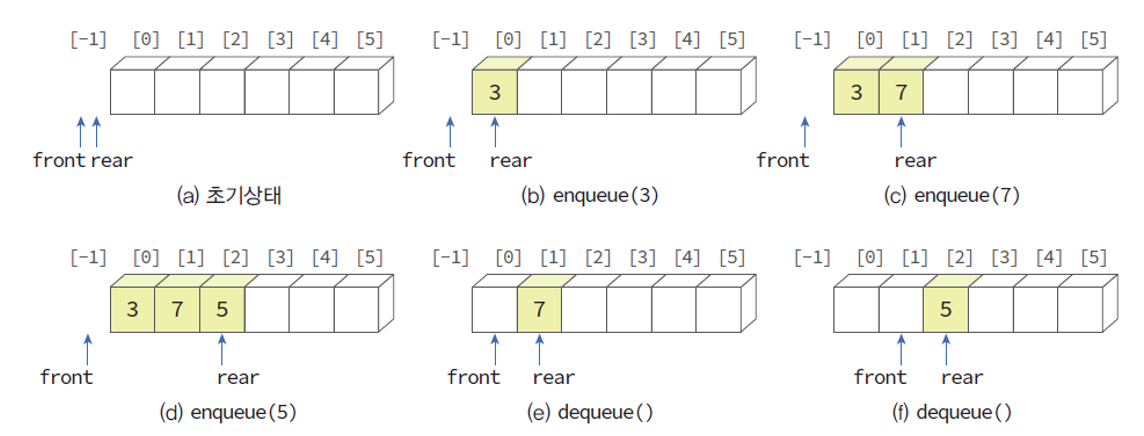 [-1] [0] [1] [2] [3] [4] [5]
front rear
(a) 초기상태
[-1] [0] [1] [2] [3] [4] [5]
3
front rear
(b) enqueue(3)
[-1] [0] [1] [2] [3] [4] [5]
3 7
front rear
(c) enqueue(7)
[-1] [0] [1] [2] [3] [4] [5]
3 7 5
front rear
(d) enqueue(5)
[-1] [0] [1] [2] [3] [4] [5]
7
front rear
(e) dequeue()
[-1] [0] [1] [2] [3] [4] [5]
5
front rear
(f) dequeue()